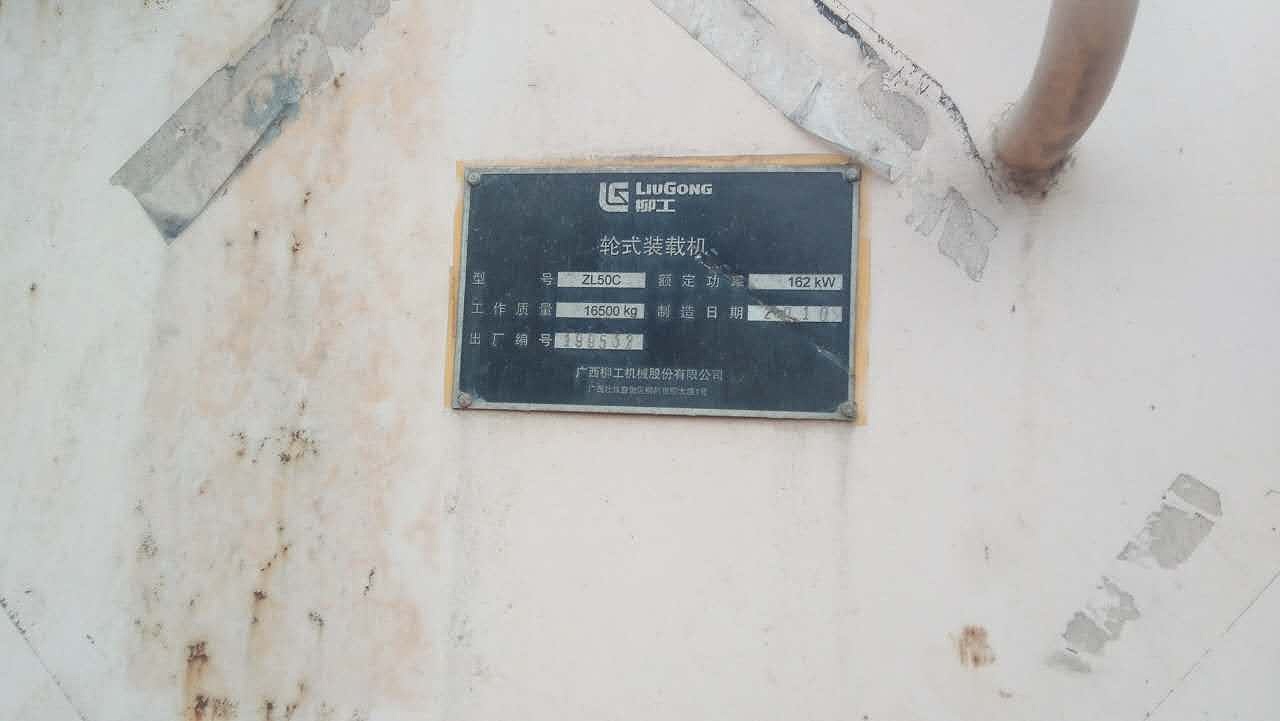 LIUGONG
柳工
轮式装载机
型号 ZL50C 额定功率 162 kW
工作质量 16500 kg 制造日期
出厂编号
广西柳工机械股份有限公司